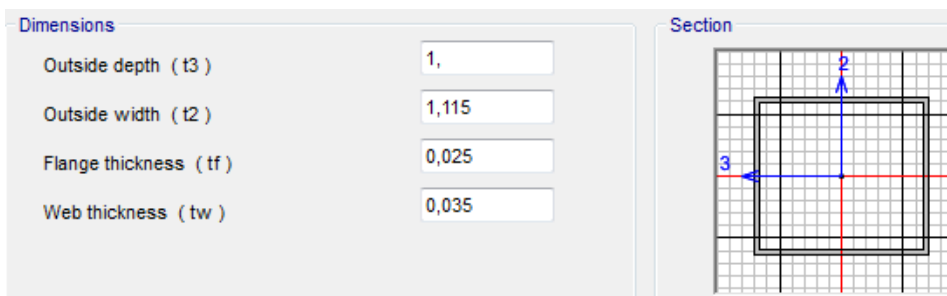 Dimensions
Outside depth ( t3 ) 1,
Outside width ( t2 ) 1,115
Flange thickness ( tf ) 0,025
Web thickness ( tw ) 0,035
Section
2
3